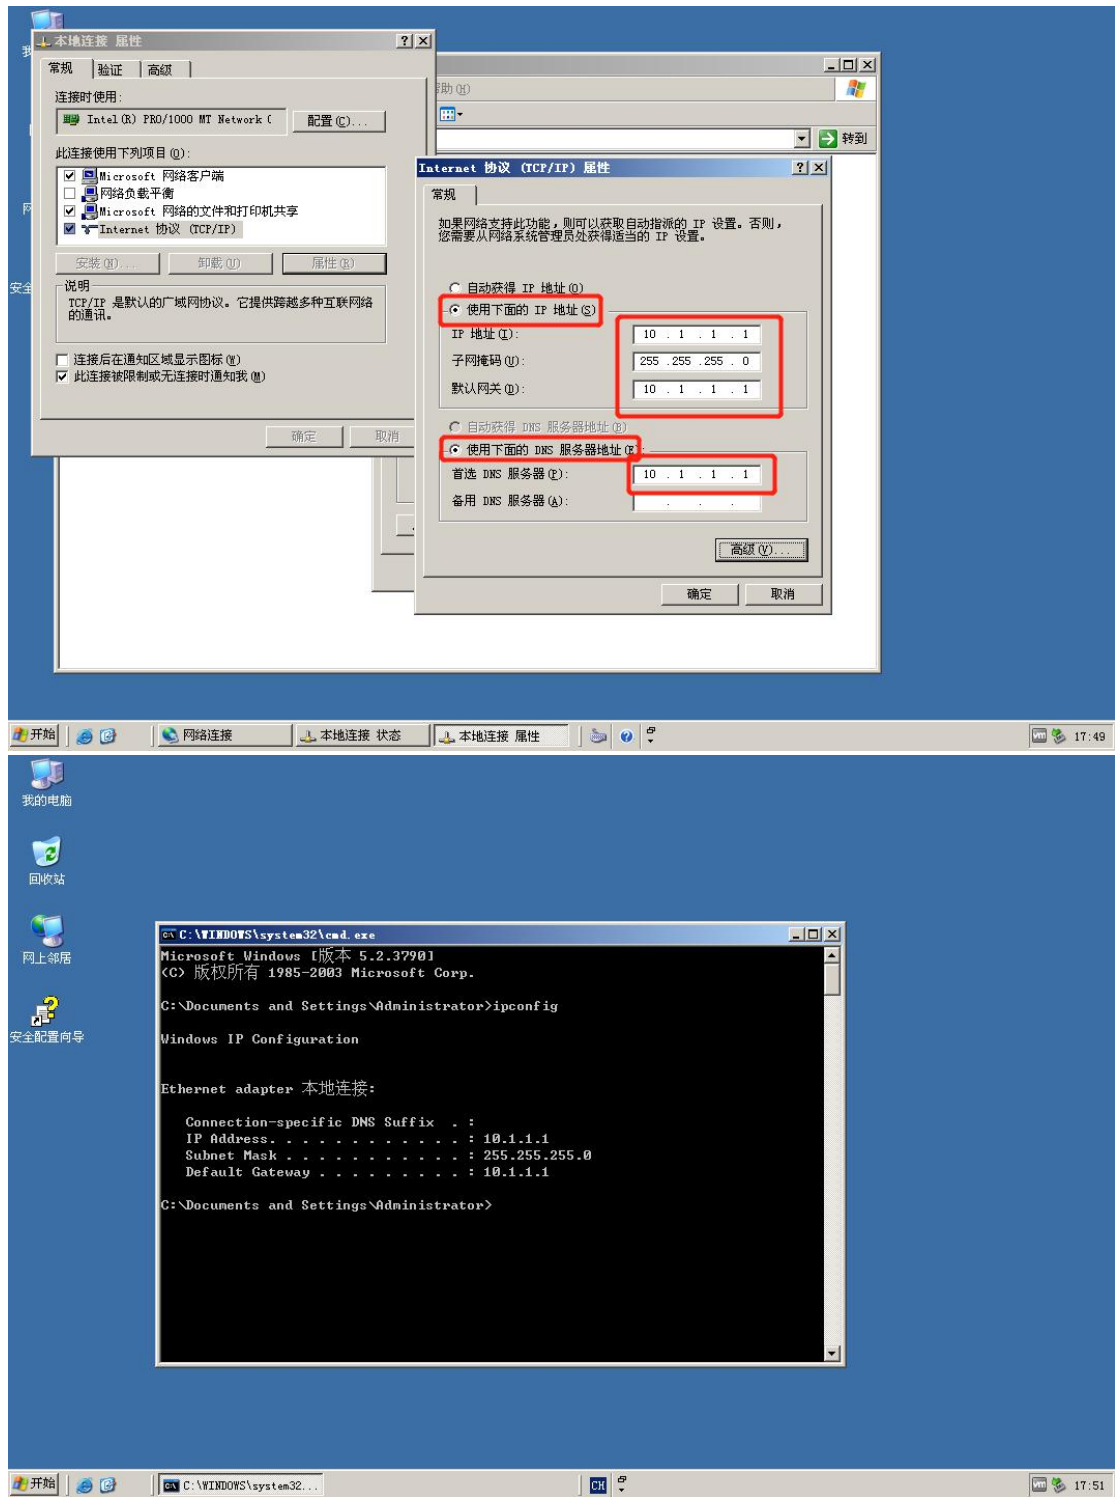 本地连接 属性
常规 验证 高级
连接时使用:
Intel(R) PRO/1000 MT Network C 配置(C)...
此连接使用下列项目(O):
Microsoft 网络客户端
网络负载平衡
Microsoft 网络的文件和打印机共享
Internet 协议 (TCP/IP)
安装(N)... 卸载(U) 属性(R)
说明
TCP/IP 是默认的广域网协议。它提供跨越多种互联网络
的通讯。
连接后在通知区域显示图标(W)
此连接被限制或无连接时通知我(M)
确定 取消
帮助(H)
转到
Internet 协议 (TCP/IP) 属性
常规
如果网络支持此功能,则可以获取自动指派的 IP 设置。否则,
您需要从网络系统管理员处获得适当的 IP 设置。
自动获得 IP 地址(O)
使用下面的 IP 地址(S)
IP 地址(I): 10 . 1 . 1 . 1
子网掩码(U): 255 .255 .255 . 0
默认网关(D): 10 . 1 . 1 . 1
自动获得 DNS 服务器地址(B)
使用下面的 DNS 服务器地址(E):
首选 DNS 服务器(P): 10 . 1 . 1 . 1
备用 DNS 服务器(A): . . .
高级(V)...
确定 取消
开始 网络连接 本地连接 状态 本地连接 属性 17:49
我的电脑
回收站
网上邻居
安全配置向导
C:\WINDOWS\system32\cmd.exe
Microsoft Windows [版本 5.2.3790]
(C) 版权所有 1985-2003 Microsoft Corp.
C:\Documents and Settings\Administrator>ipconfig
Windows IP Configuration
Ethernet adapter 本地连接:
Connection-specific DNS Suffix . :
IP Address. . . . . . . . . . . . : 10.1.1.1
Subnet Mask . . . . . . . . . . . : 255.255.255.0
Default Gateway . . . . . . . . . : 10.1.1.1
C:\Documents and Settings\Administrator>
开始 C:\WINDOWS\system32... CH 17:51